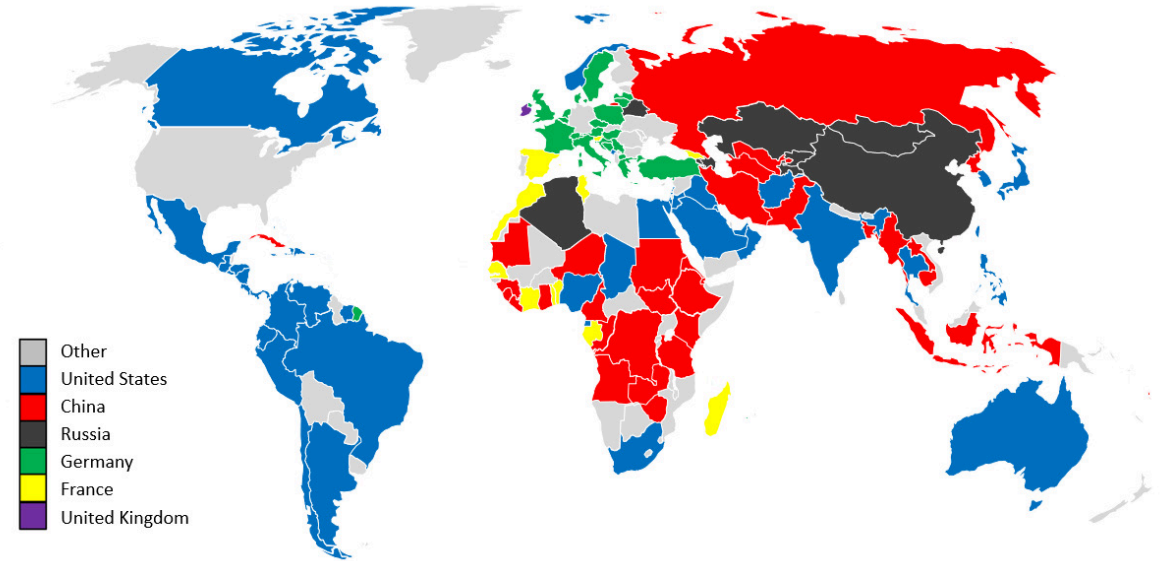 Other
United States
China
Russia
Germany
France
United Kingdom